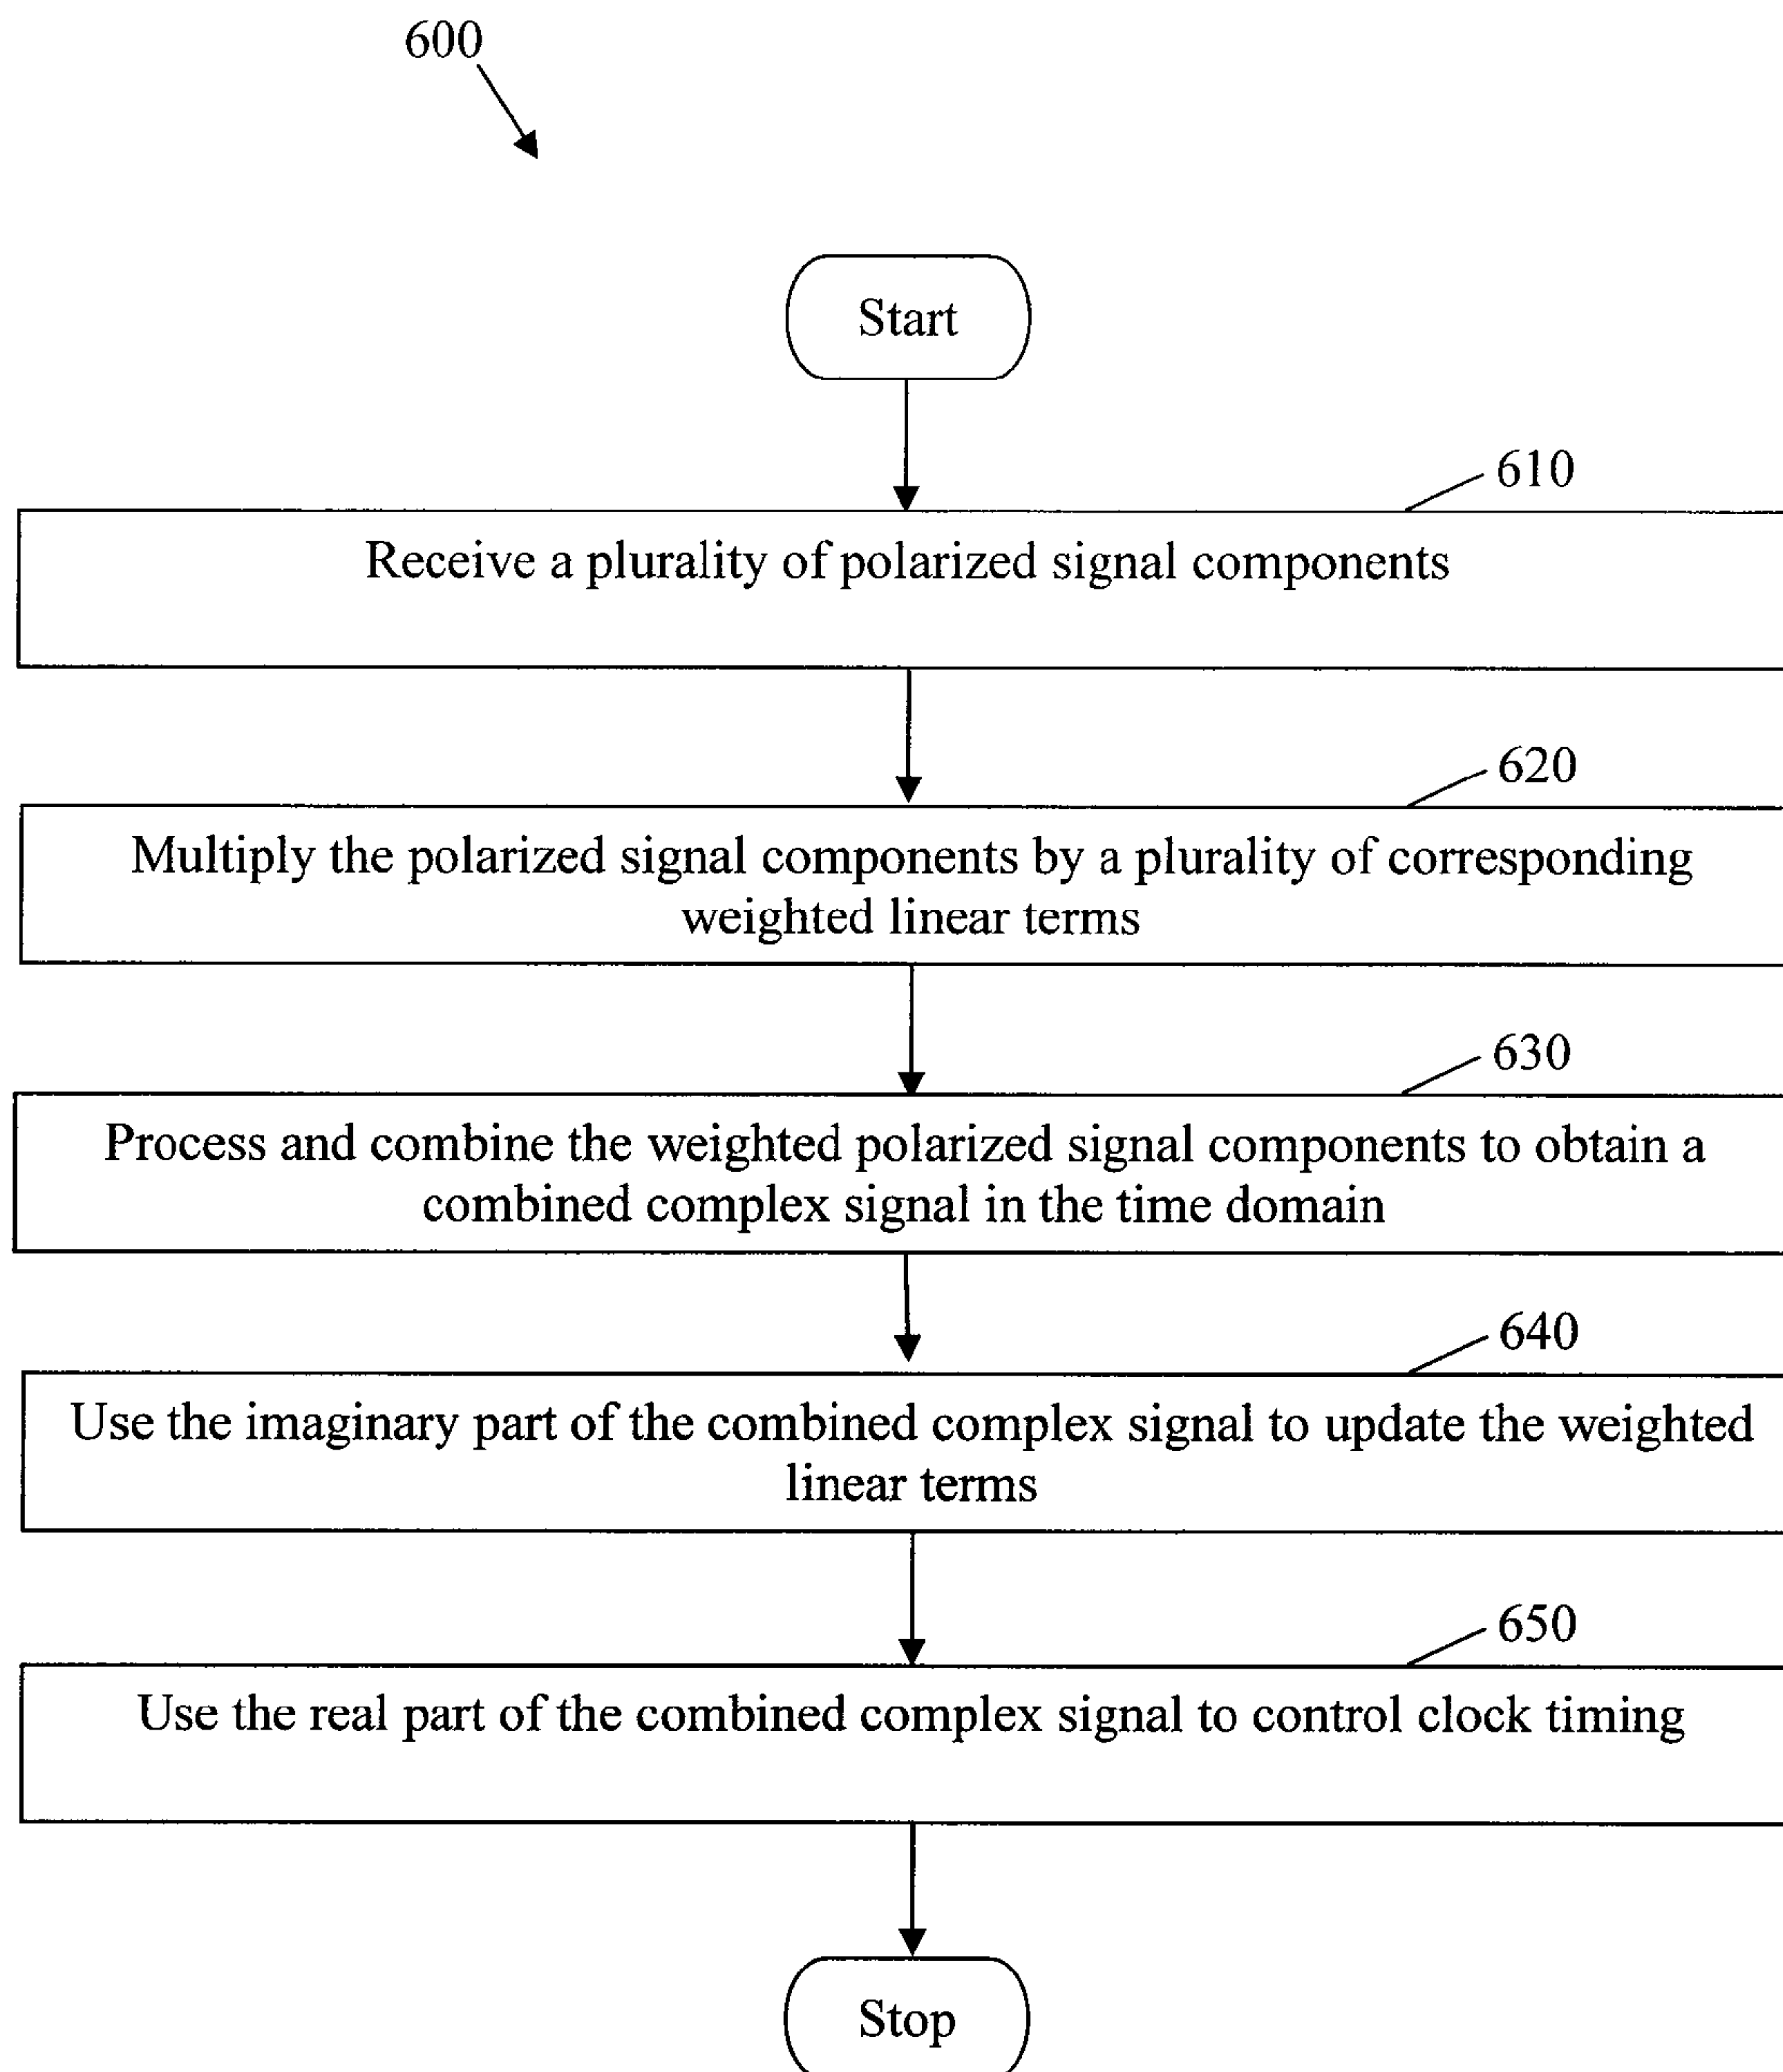 600
Start
610
Receive a plurality of polarized signal components
620
Multiply the polarized signal components by a plurality of corresponding
weighted linear terms
630
Process and combine the weighted polarized signal components to obtain a
combined complex signal in the time domain
640
Use the imaginary part of the combined complex signal to update the weighted
linear terms
650
Use the real part of the combined complex signal to control clock timing
Stop